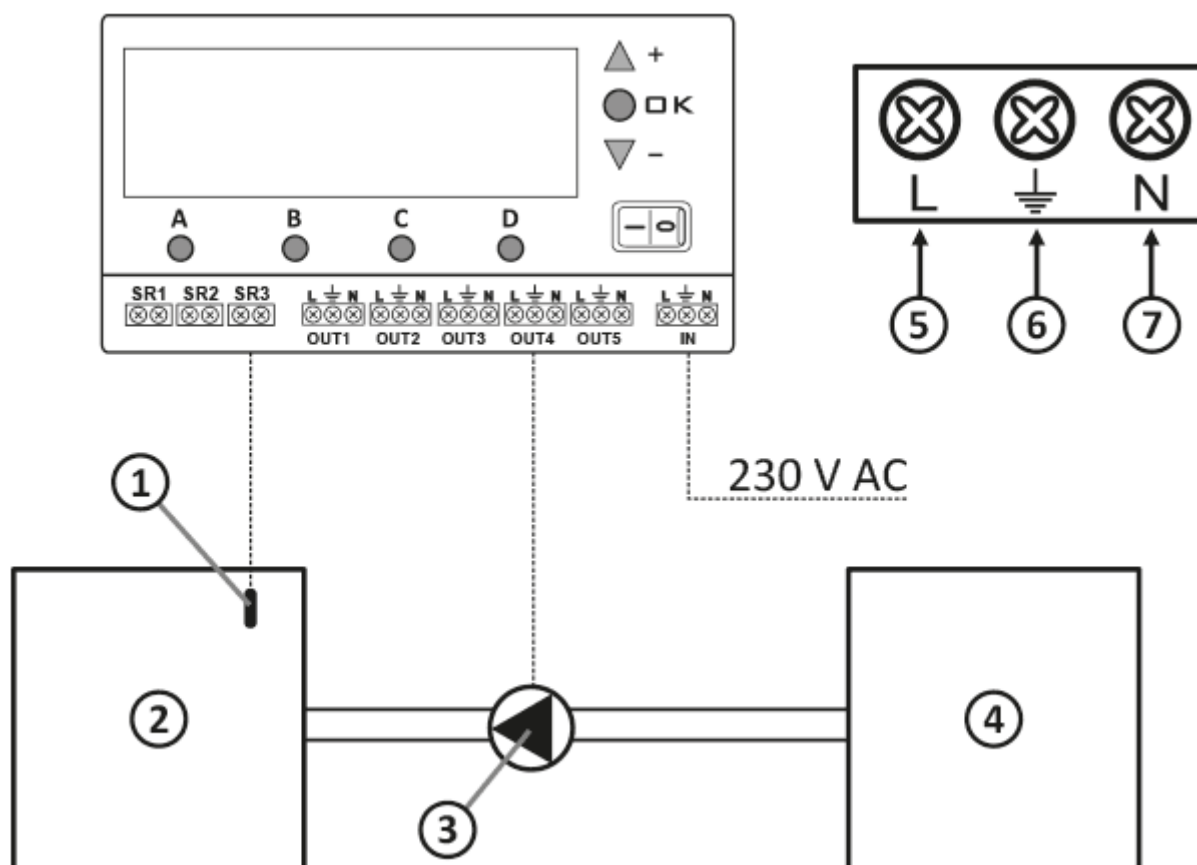 +
OK
−
A B C D
I O
SR1 SR2 SR3
L N L N L N L N L N L N
OUT1 OUT2 OUT3 OUT4 OUT5 IN
L N
5 6 7
1
230 V AC
2
4
3